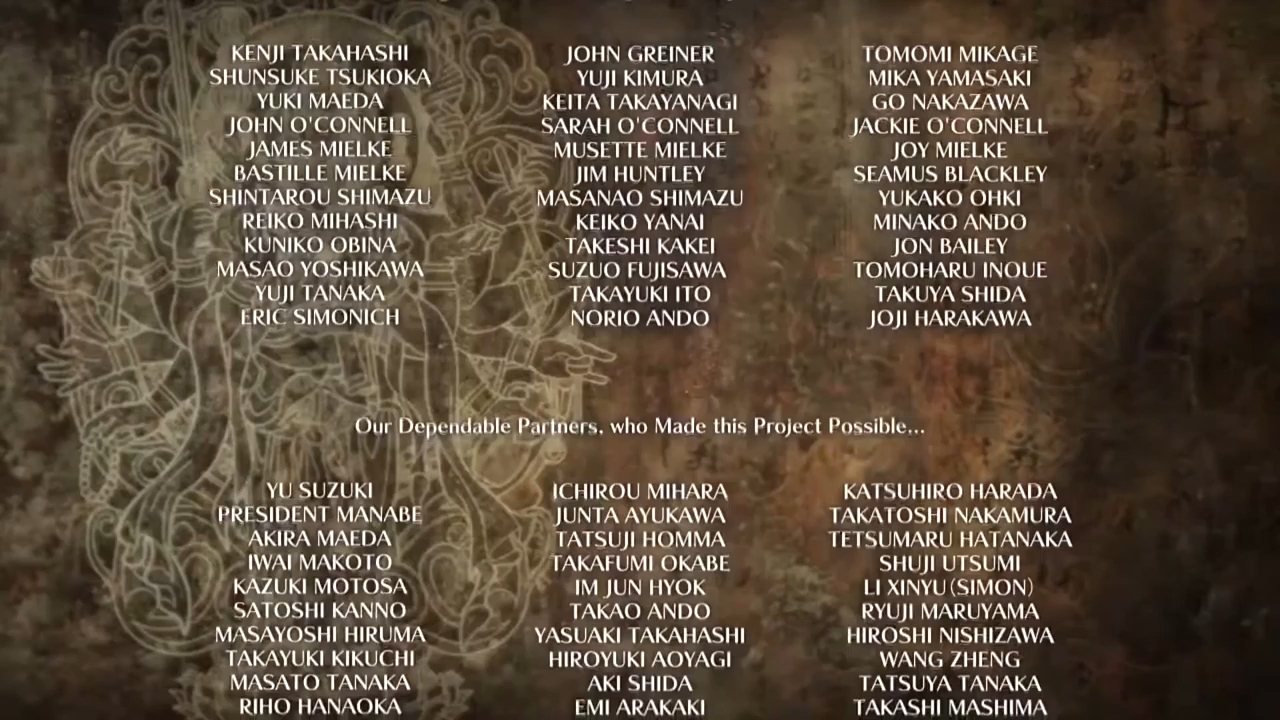 KENJI TAKAHASHI JOHN GREINER TOMOMI MIKAGE
SHUNSUKE TSUKIOKA YUJI KIMURA MIKA YAMASAKI
YUKI MAEDA KEITA TAKAYANAGI GO NAKAZAWA
JOHN O'CONNELL SARAH O'CONNELL JACKIE O'CONNELL
JAMES MIELKE MUSETTE MIELKE JOY MIELKE
BASTILLE MIELKE JIM HUNTLEY SEAMUS BLACKLEY
SHINTAROU SHIMAZU MASANAO SHIMAZU YUKAKO OHKI
REIKO MIHASHI KEIKO YANAI MINAKO ANDO
KUNIKO OBINA TAKESHI KAKEI JON BAILEY
MASAO YOSHIKAWA SUZUO FUJISAWA TOMOHARU INOUE
YUJI TANAKA TAKAYUKI ITO TAKUYA SHIDA
ERIC SIMONICH NORIO ANDO JOJI HARAKAWA
Our Dependable Partners, who Made this Project Possible...
YU SUZUKI ICHIROU MIHARA KATSUHIRO HARADA
PRESIDENT MANABE JUNTA AYUKAWA TAKATOSHI NAKAMURA
AKIRA MAEDA TATSUJI HOMMA TETSUMARU HATANAKA
IWAI MAKOTO TAKAFUMI OKABE SHUJI UTSUMI
KAZUKI MOTOSA IM JUN HYOK LI XINYU(SIMON)
SATOSHI KANNO TAKAO ANDO RYUJI MARUYAMA
MASAYOSHI HIRUMA YASUAKI TAKAHASHI HIROSHI NISHIZAWA
TAKAYUKI KIKUCHI HIROYUKI AOYAGI WANG ZHENG
MASATO TANAKA AKI SHIDA TATSUYA TANAKA
RIHO HANAOKA EMI ARAKAKI TAKASHI MASHIMA